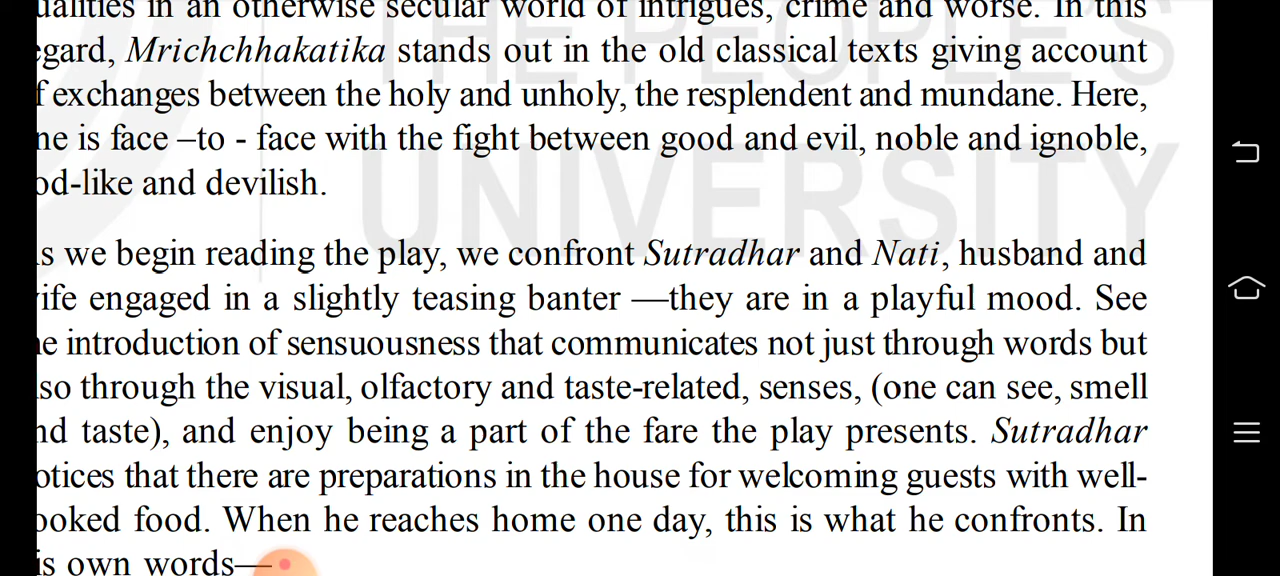 ualities in an otherwise secular world of intrigues, crime and worse. In this
egard, Mrichchhakatika stands out in the old classical texts giving account
f exchanges between the holy and unholy, the resplendent and mundane. Here,
ne is face –to - face with the fight between good and evil, noble and ignoble,
od-like and devilish.
s we begin reading the play, we confront Sutradhar and Nati, husband and
ife engaged in a slightly teasing banter —they are in a playful mood. See
e introduction of sensuousness that communicates not just through words but
so through the visual, olfactory and taste-related, senses, (one can see, smell
nd taste), and enjoy being a part of the fare the play presents. Sutradhar
otices that there are preparations in the house for welcoming guests with well-
ooked food. When he reaches home one day, this is what he confronts. In
is own words—
THE PEOPLE'S
UNIVERSITY